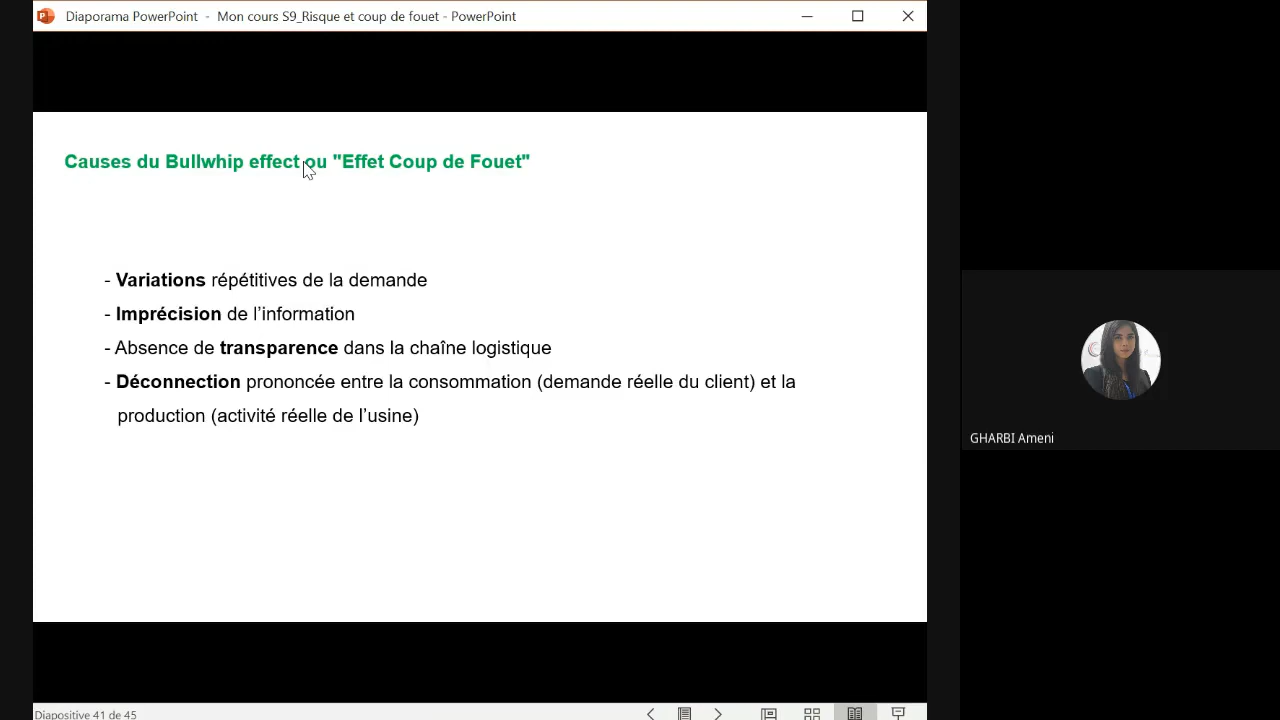 Diaporama PowerPoint - Mon cours S9_Risque et coup de fouet - PowerPoint
Causes du Bullwhip effect ou "Effet Coup de Fouet"
- Variations répétitives de la demande
- Imprécision de l’information
- Absence de transparence dans la chaîne logistique
- Déconnection prononcée entre la consommation (demande réelle du client) et la
production (activité réelle de l’usine)
GHARBI Ameni
Diapositive 41 de 45